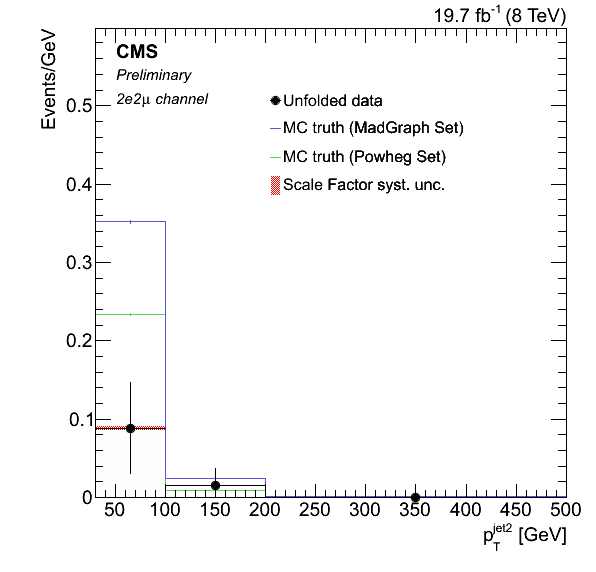 19.7 fb⁻¹ (8 TeV)
Events/GeV
CMS
Preliminary
2e2μ channel
Unfolded data
MC truth (MadGraph Set)
MC truth (Powheg Set)
Scale Factor syst. unc.
0.5
0.4
0.3
0.2
0.1
0
50 100 150 200 250 300 350 400 450 500
p_T^jet2 [GeV]